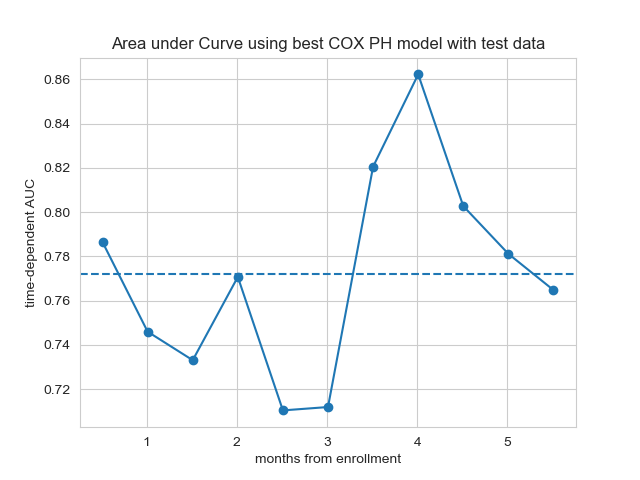 Area under Curve using best COX PH model with test data
0.86
0.84
0.82
0.80
0.78
0.76
0.74
0.72
time-dependent AUC
1 2 3 4 5
months from enrollment